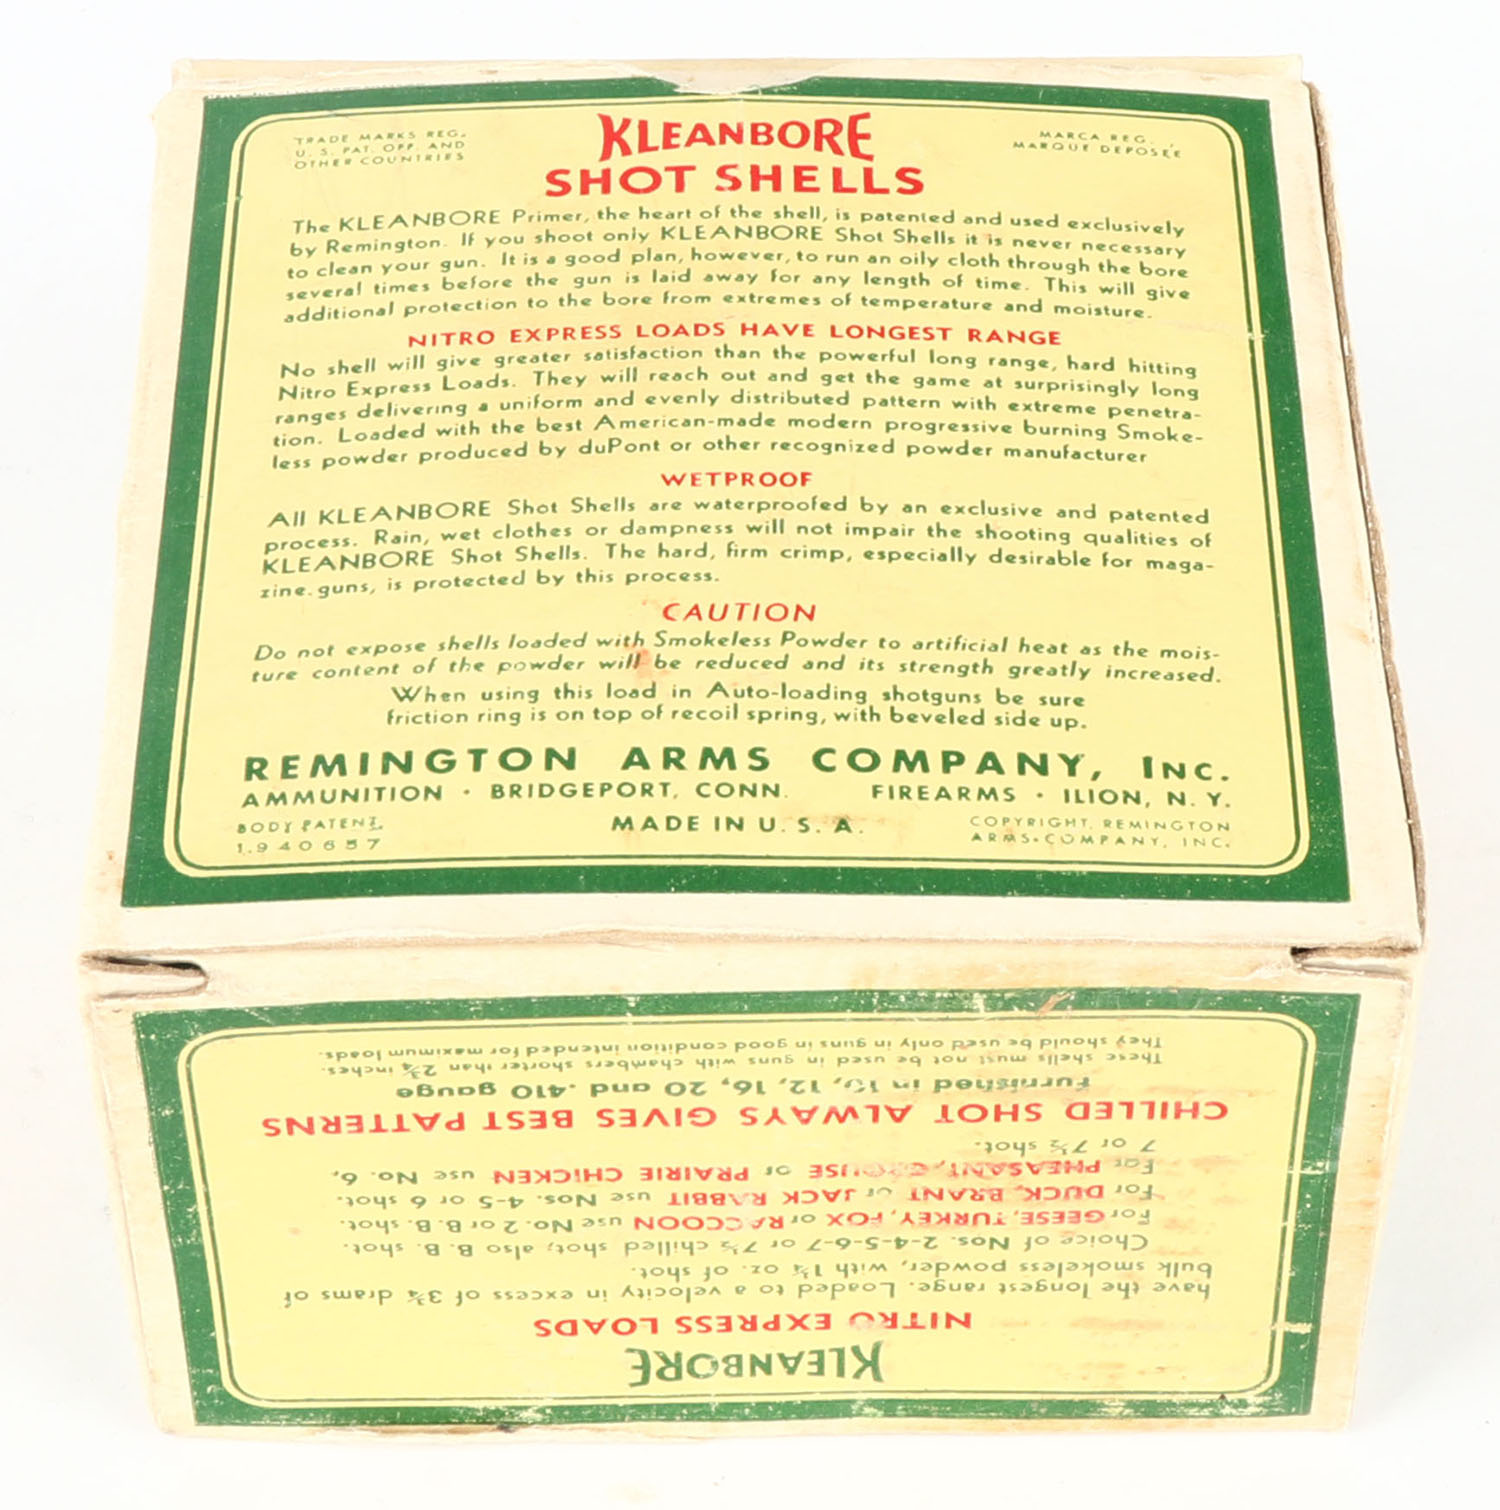 TRADE MARKS REG.
U. S. PAT. OFF. AND
OTHER COUNTRIES
MARCA REG.
MARQUE DEPOSÉE
KLEANBORE
SHOT SHELLS
The KLEANBORE Primer, the heart of the shell, is patented and used exclusively
by Remington. If you shoot only KLEANBORE Shot Shells it is never necessary
to clean your gun. It is a good plan, however, to run an oily cloth through the bore
several times before the gun is laid away for any length of time. This will give
additional protection to the bore from extremes of temperature and moisture.
NITRO EXPRESS LOADS HAVE LONGEST RANGE
No shell will give greater satisfaction than the powerful long range, hard hitting
Nitro Express Loads. They will reach out and get the game at surprisingly long
ranges delivering a uniform and evenly distributed pattern with extreme penetra-
tion. Loaded with the best American-made modern progressive burning Smoke-
less powder produced by duPont or other recognized powder manufacturer
WETPROOF
All KLEANBORE Shot Shells are waterproofed by an exclusive and patented
process. Rain, wet clothes or dampness will not impair the shooting qualities of
KLEANBORE Shot Shells. The hard, firm crimp, especially desirable for maga-
zine guns, is protected by this process.
CAUTION
Do not expose shells loaded with Smokeless Powder to artificial heat as the mois-
ture content of the powder will be reduced and its strength greatly increased.
When using this load in Auto-loading shotguns be sure
friction ring is on top of recoil spring, with beveled side up.
REMINGTON ARMS COMPANY, INC.
AMMUNITION • BRIDGEPORT, CONN. FIREARMS • ILION, N. Y.
BODY PATENT
1,940657
MADE IN U. S. A.
COPYRIGHT, REMINGTON
ARMS COMPANY, INC.
KLEANBORE
NITRO EXPRESS LOADS
have the longest range. Loaded to a velocity in excess of 3¾ drams of
bulk smokeless powder, with 1¼ oz. of shot.
Choice of Nos. 2-4-5-6-7 or 7½ chilled shot; also B. B. shot.
For GEESE, TURKEY, FOX or RACCOON use No. 2 or B. B. shot.
For DUCK, BRANT or JACK RABBIT use Nos. 4-5 or 6 shot.
For PHEASANT, GROUSE or PRAIRIE CHICKEN use No. 6,
7 or 7½ shot.
CHILLED SHOT ALWAYS GIVES BEST PATTERNS
Furnished in 10, 12, 16, 20 and .410 gauge
These shells must not be used in guns with chambers shorter than 2¾ inches.
They should be used only in guns in good condition intended for maximum loads